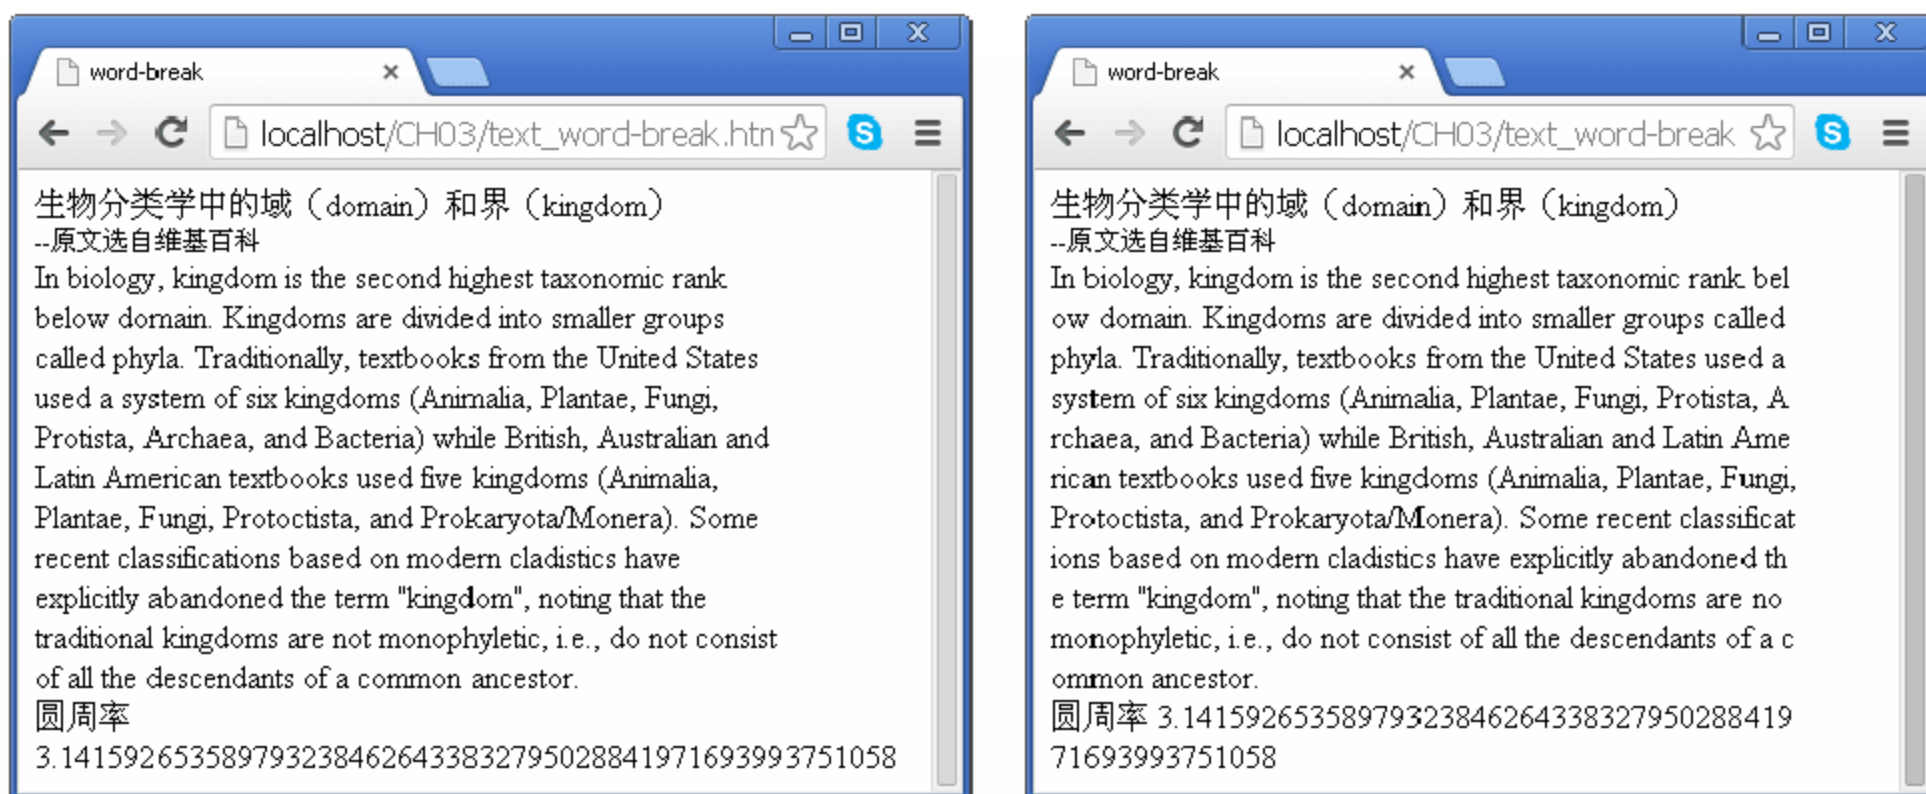 word-break
localhost/CH03/text_word-break.htn
生物分类学中的域（domain）和界（kingdom）
--原文选自维基百科
In biology, kingdom is the second highest taxonomic rank
below domain. Kingdoms are divided into smaller groups
called phyla. Traditionally, textbooks from the United States
used a system of six kingdoms (Animalia, Plantae, Fungi,
Protista, Archaea, and Bacteria) while British, Australian and
Latin American textbooks used five kingdoms (Animalia,
Plantae, Fungi, Protoctista, and Prokaryota/Monera). Some
recent classifications based on modern cladistics have
explicitly abandoned the term "kingdom", noting that the
traditional kingdoms are not monophyletic, i.e., do not consist
of all the descendants of a common ancestor.
圆周率
3.14159265358979323846264338327950288419716939937510​58
word-break
localhost/CH03/text_word-break
生物分类学中的域（domain）和界（kingdom）
--原文选自维基百科
In biology, kingdom is the second highest taxonomic rank bel
ow domain. Kingdoms are divided into smaller groups called
phyla. Traditionally, textbooks from the United States used a
system of six kingdoms (Animalia, Plantae, Fungi, Protista, A
rchaea, and Bacteria) while British, Australian and Latin Ame
rican textbooks used five kingdoms (Animalia, Plantae, Fungi,
Protoctista, and Prokaryota/Monera). Some recent classificat
ions based on modern cladistics have explicitly abandoned th
e term "kingdom", noting that the traditional kingdoms are no
monophyletic, i.e., do not consist of all the descendants of a c
ommon ancestor.
圆周率 3.1415926535897932384626433832795028​8419
71693993751058